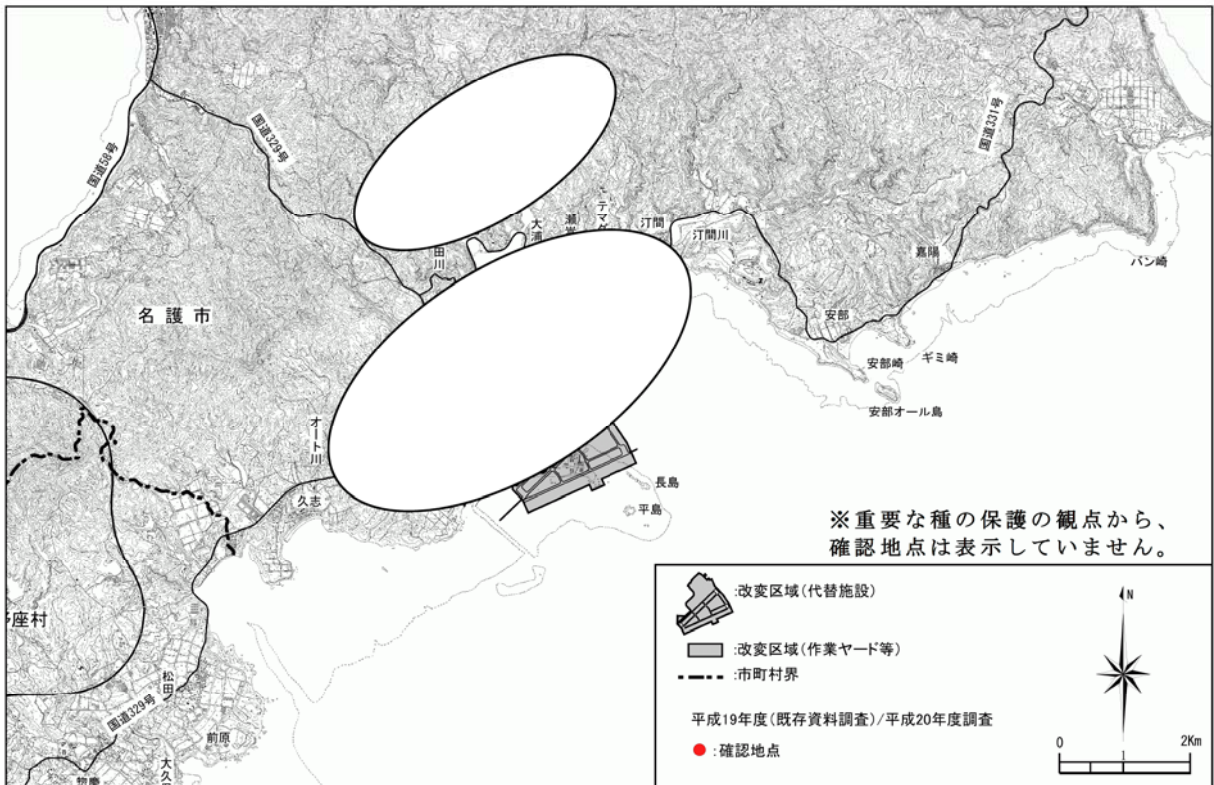 国道58号
国道329号
国道331号
テマグ
大浦
瀬嵩
汀間
汀間川
田川
嘉陽
バン崎
名護市
安部
安部崎
ギミ崎
安部オール島
オート川
久志
長島
平島
※重要な種の保護の観点から、
確認地点は表示していません。
座村
松田
国道329号
前原
大久
惣慶
:改変区域(代替施設)
:改変区域(作業ヤード等)
:市町村界
平成19年度(既存資料調査)/平成20年度調査
:確認地点
N
0 1 2Km